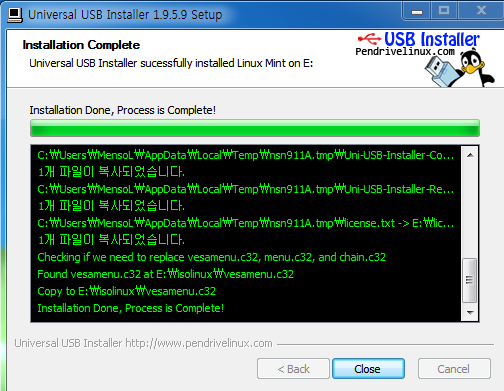 Universal USB Installer 1.9.5.9 Setup
Installation Complete
Universal USB Installer sucessfully installed Linux Mint on E:
USB Installer
Pendrivelinux.com
Installation Done, Process is Complete!
C:₩Users₩MensoL₩AppData₩Local₩Temp₩nsn911A.tmp₩Uni-USB-Installer-Co...
1개 파일이 복사되었습니다.
C:₩Users₩MensoL₩AppData₩Local₩Temp₩nsn911A.tmp₩Uni-USB-Installer-Re...
1개 파일이 복사되었습니다.
C:₩Users₩MensoL₩AppData₩Local₩Temp₩nsn911A.tmp₩license.txt -> E:₩lic...
1개 파일이 복사되었습니다.
Checking if we need to replace vesamenu.c32, menu.c32, and chain.c32
Found vesamenu.c32 at E:₩isolinux₩vesamenu.c32
Copy to E:₩isolinux₩vesamenu.c32
Installation Done, Process is Complete!
Universal USB Installer http://www.pendrivelinux.com
< Back
Close
Cancel